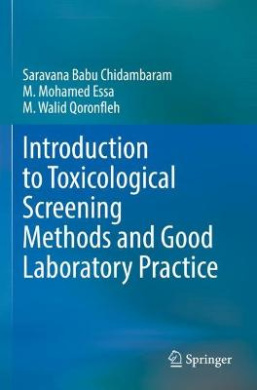 Saravana Babu Chidambaram
M. Mohamed Essa
M. Walid Qoronfleh
Introduction
to Toxicological
Screening
Methods and Good
Laboratory Practice
Springer